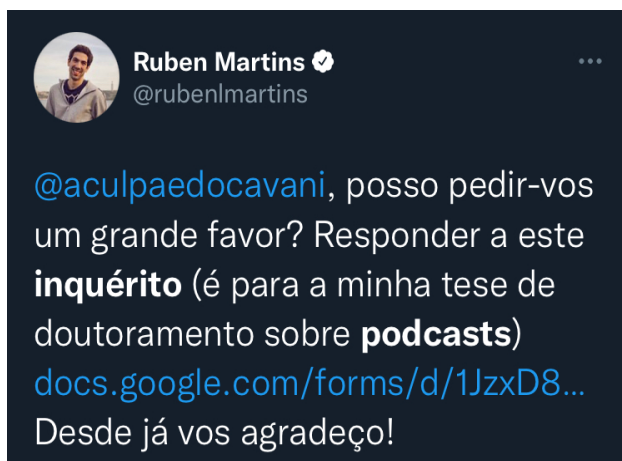 Ruben Martins
@rubenlmartins
@aculpaedocavani, posso pedir-vos
um grande favor? Responder a este
inquérito (é para a minha tese de
doutoramento sobre podcasts)
docs.google.com/forms/d/1JzxD8...
Desde já vos agradeço!